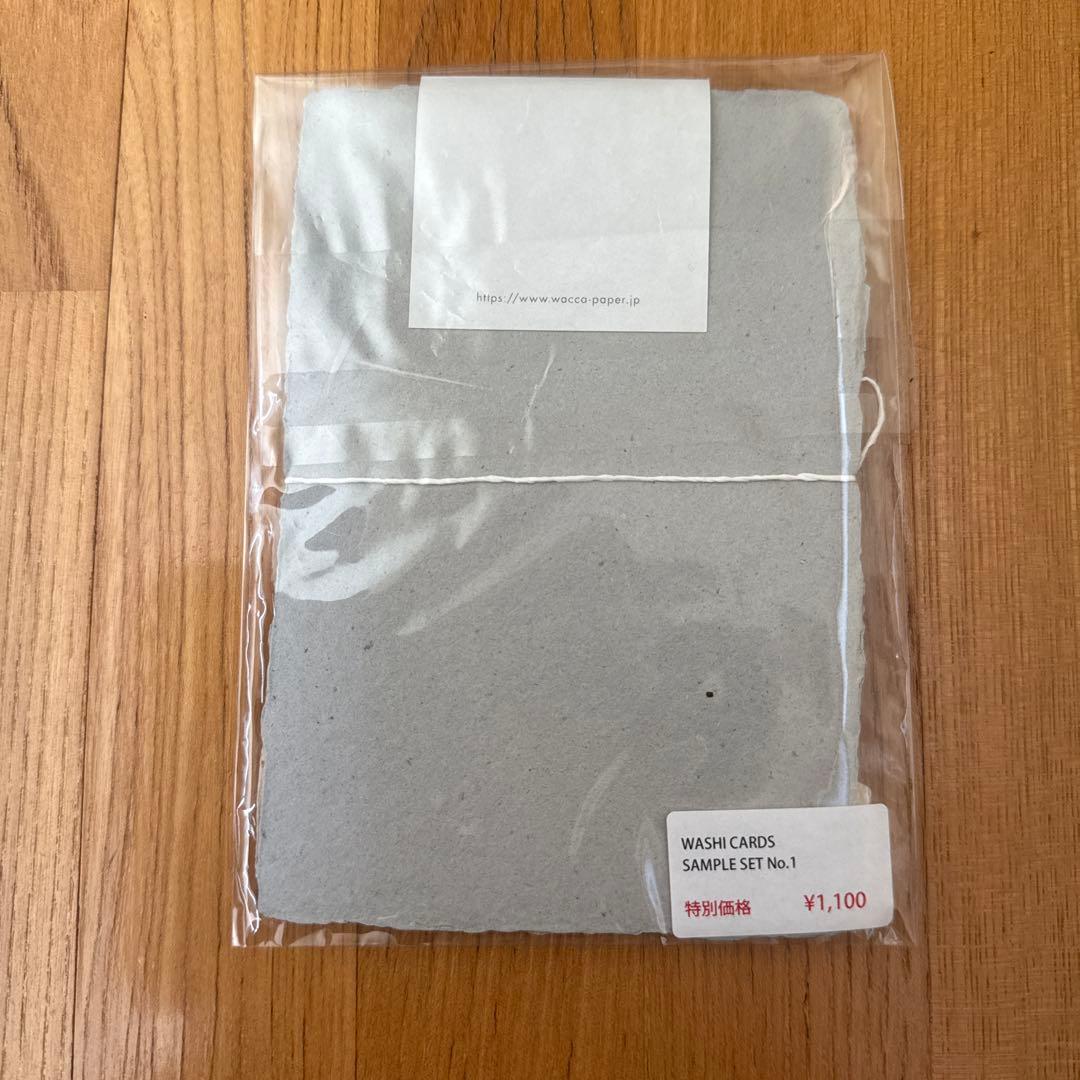 https://www.wacca-paper.jp
WASHI CARDS
SAMPLE SET No.1
特別価格 ¥1,100